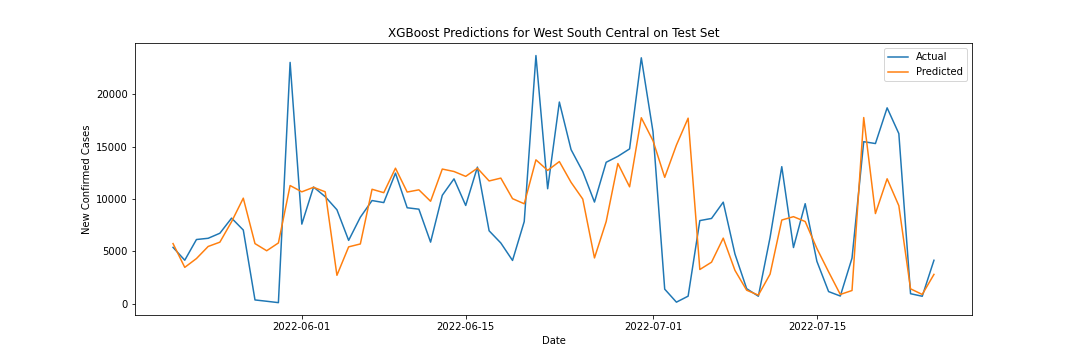 XGBoost Predictions for West South Central on Test Set
Actual
Predicted
New Confirmed Cases
20000
15000
10000
5000
0
2022-06-01
2022-06-15
2022-07-01
2022-07-15
Date